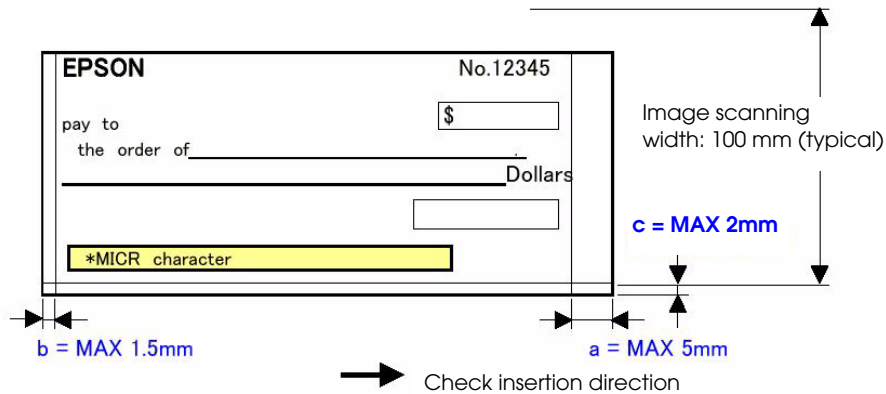 EPSON No.12345
$
pay to
the order of
Dollars
*MICR character
Image scanning
width: 100 mm (typical)
c = MAX 2mm
b = MAX 1.5mm
a = MAX 5mm
Check insertion direction